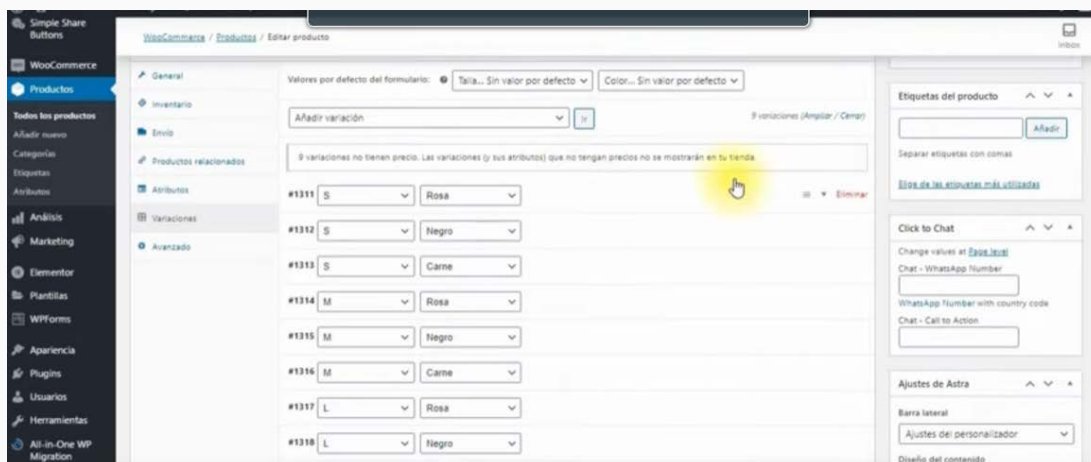 Simple Share
Buttons
WooCommerce
Productos
Todos los productos
Añadir nuevo
Categorías
Etiquetas
Atributos
Análisis
Marketing
Elementor
Plantillas
WPForms
Apariencia
Plugins
Usuarios
Herramientas
All-in-One WP
Migration
WooCommerce / Productos / Editar producto
Inbox
General
Inventario
Envío
Productos relacionados
Atributos
Variaciones
Avanzado
Valores por defecto del formulario: Talla... Sin valor por defecto Color... Sin valor por defecto
Añadir variación Ir 9 variaciones (Ampliar / Cerrar)
9 variaciones no tienen precio. Las variaciones (y sus atributos) que no tengan precios no se mostrarán en tu tienda.
#1311 S Rosa Eliminar
#1312 S Negro
#1313 S Carne
#1314 M Rosa
#1315 M Negro
#1316 M Carne
#1317 L Rosa
#1318 L Negro
Etiquetas del producto
Añadir
Separar etiquetas con comas
Elige de las etiquetas más utilizadas
Click to Chat
Change values at Page level
Chat - WhatsApp Number
WhatsApp Number with country code
Chat - Call to Action
Ajustes de Astra
Barra lateral
Ajustes del personalizador
Diseño del contenido